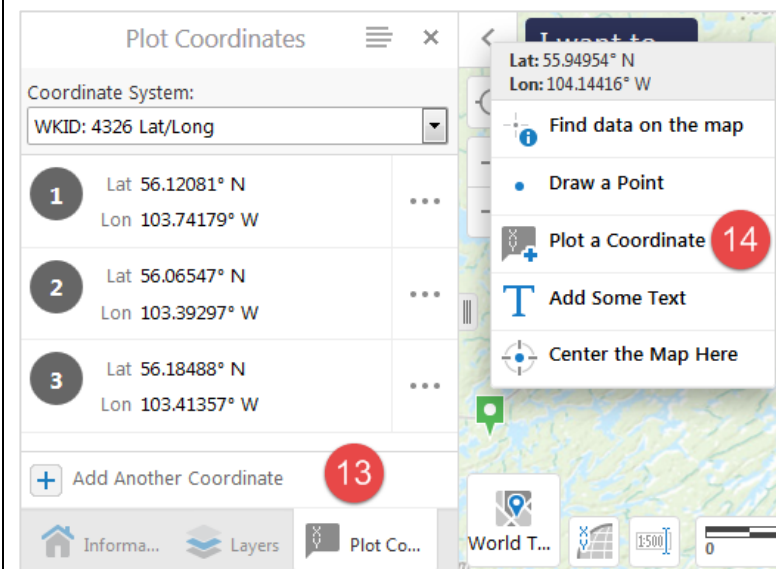 Plot Coordinates
Coordinate System:
WKID: 4326 Lat/Long
1
Lat 56.12081° N
Lon 103.74179° W
2
Lat 56.06547° N
Lon 103.39297° W
3
Lat 56.18488° N
Lon 103.41357° W
Add Another Coordinate
13
Informa...
Layers
Plot Co...
I want to
Lat: 55.94954° N
Lon: 104.14416° W
Find data on the map
Draw a Point
Plot a Coordinate
14
Add Some Text
Center the Map Here
World T...
1:500
0